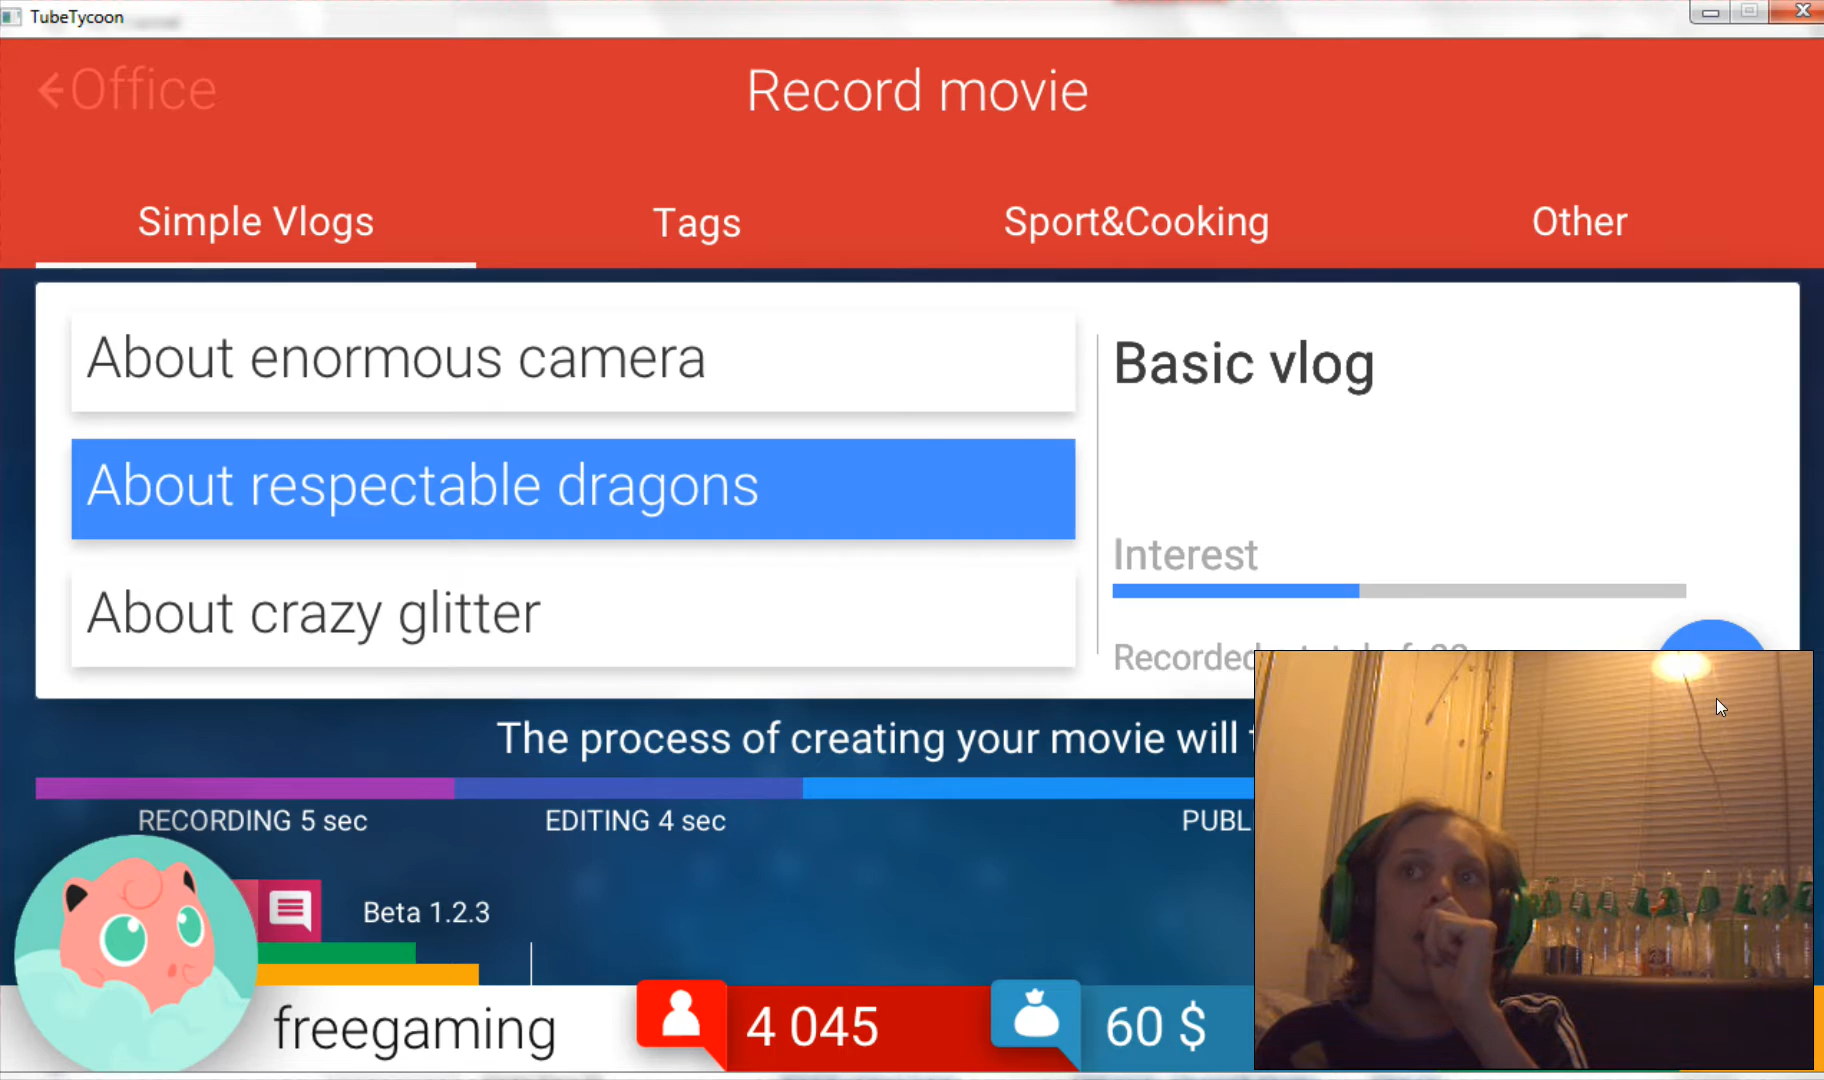 TubeTycoon
Office
Record movie
Simple Vlogs
Tags
Sport&Cooking
Other
About enormous camera
About respectable dragons
About crazy glitter
Basic vlog
Interest
Recorded
The process of creating your movie will
RECORDING 5 sec
EDITING 4 sec
PUBL
Beta 1.2.3
freegaming
4 045
60 $